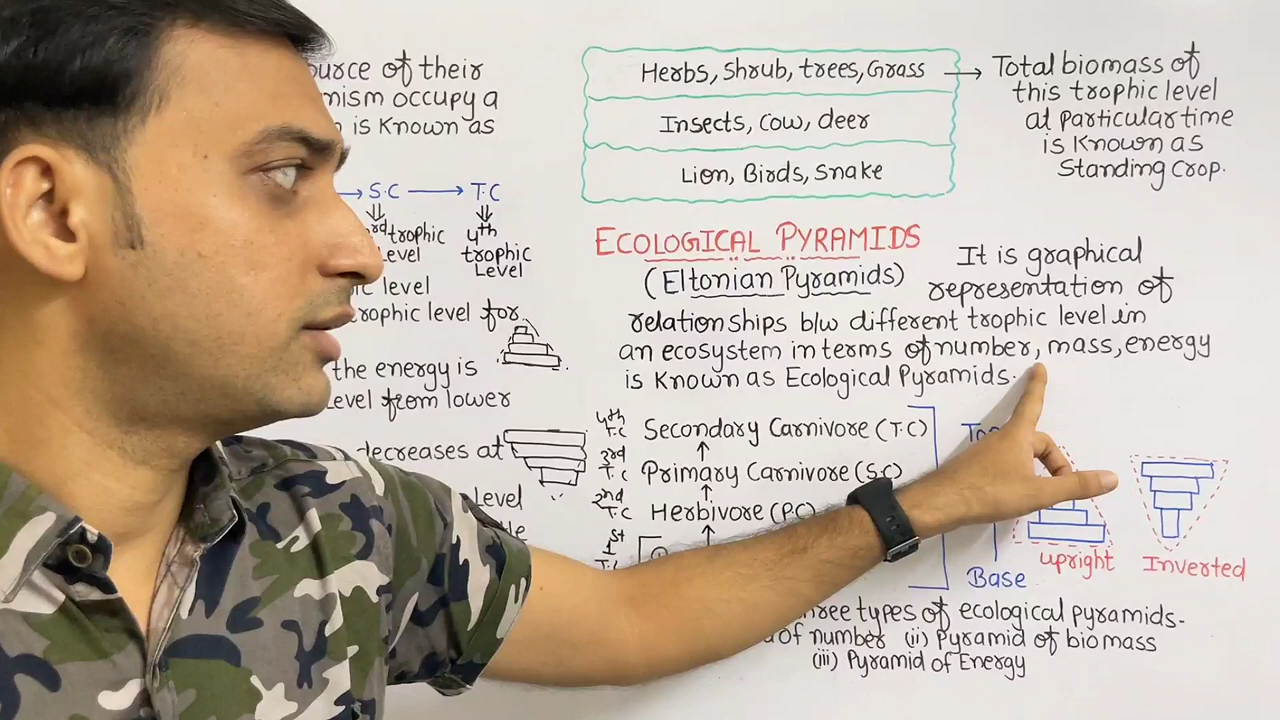 ource of their
nism occupy a
is Known as
S.C T.C
3rd trophic
Level
4th
trophic
Level
level
trophic level for
the energy is
Level from lower
decreases at
Level
Herbs, Shrub, trees, Grass
Insects, Cow, deer
Lion, Birds, Snake
Total biomass of
this trophic level
at particular time
is Known as
Standing crop.
ECOLOGICAL PYRAMIDS
(Eltonian Pyramids)
It is graphical
representation of
relationships b/w different trophic level in
an ecosystem in terms of number, mass, energy
is Known as Ecological Pyramids.
4th
T.C
Secondary Carnivore (T.C)
3rd
T.C
Primary Carnivore (S.C)
2nd
T.C
Herbivore (P.C)
1st
Base
upright
Inverted
hree types of ecological pyramids-
of number (ii) Pyramid of biomass
(iii) Pyramid of Energy